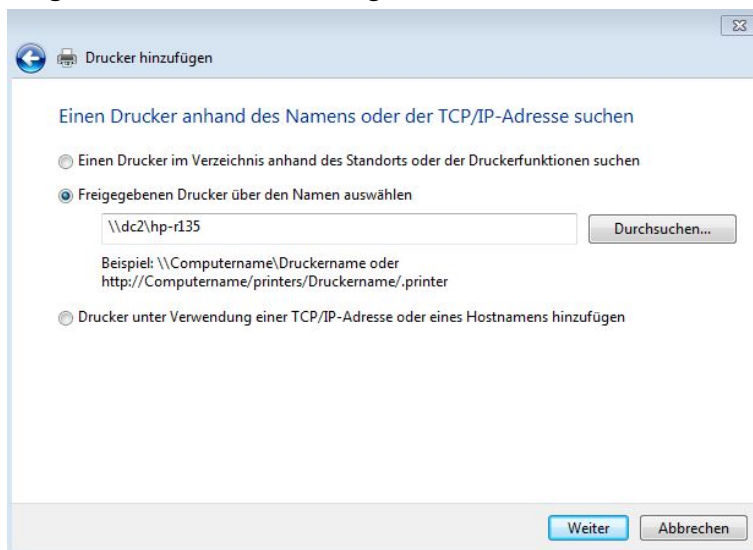 Drucker hinzufügen
Einen Drucker anhand des Namens oder der TCP/IP-Adresse suchen
Einen Drucker im Verzeichnis anhand des Standorts oder der Druckerfunktionen suchen
Freigegebenen Drucker über den Namen auswählen
\\dc2\hp-r135
Durchsuchen...
Beispiel: \\Computername\Druckername oder
http://Computername/printers/Druckername/.printer
Drucker unter Verwendung einer TCP/IP-Adresse oder eines Hostnamens hinzufügen
Weiter
Abbrechen